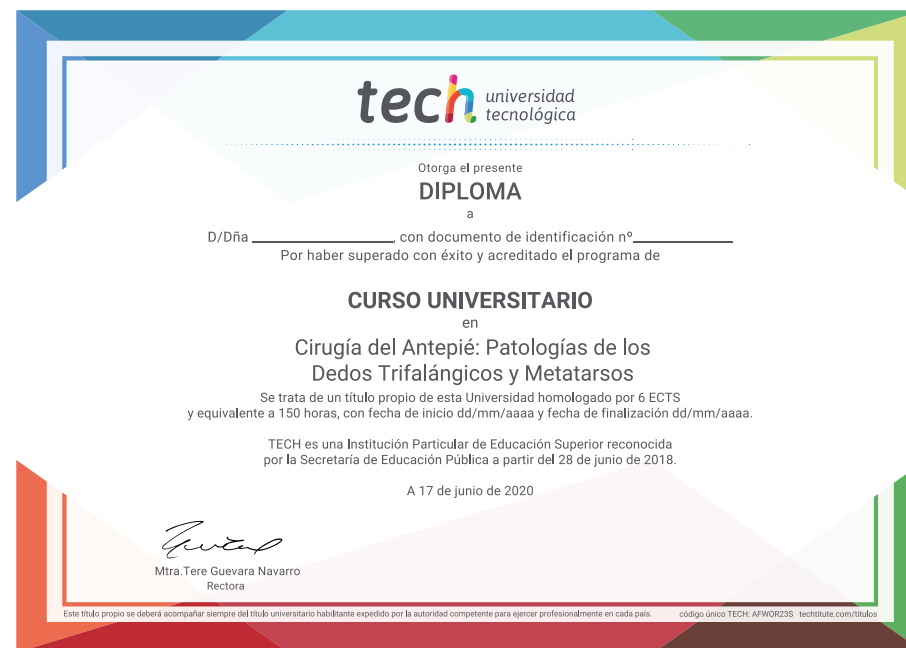 tech universidad
tecnológica
Otorga el presente
DIPLOMA
a
D/Dña ____________________, con documento de identificación nº______________
Por haber superado con éxito y acreditado el programa de
CURSO UNIVERSITARIO
en
Cirugía del Antepié: Patologías de los
Dedos Trifalángicos y Metatarsos
Se trata de un título propio de esta Universidad homologado por 6 ECTS
y equivalente a 150 horas, con fecha de inicio dd/mm/aaaa y fecha de finalización dd/mm/aaaa.
TECH es una Institución Particular de Educación Superior reconocida
por la Secretaría de Educación Pública a partir del 28 de junio de 2018.
A 17 de junio de 2020
Mtra.Tere Guevara Navarro
Rectora
Este título propio se deberá acompañar siempre del título universitario habilitante expedido por la autoridad competente para ejercer profesionalmente en cada país. código único TECH: AFWOR23S techtitute.com/titulos